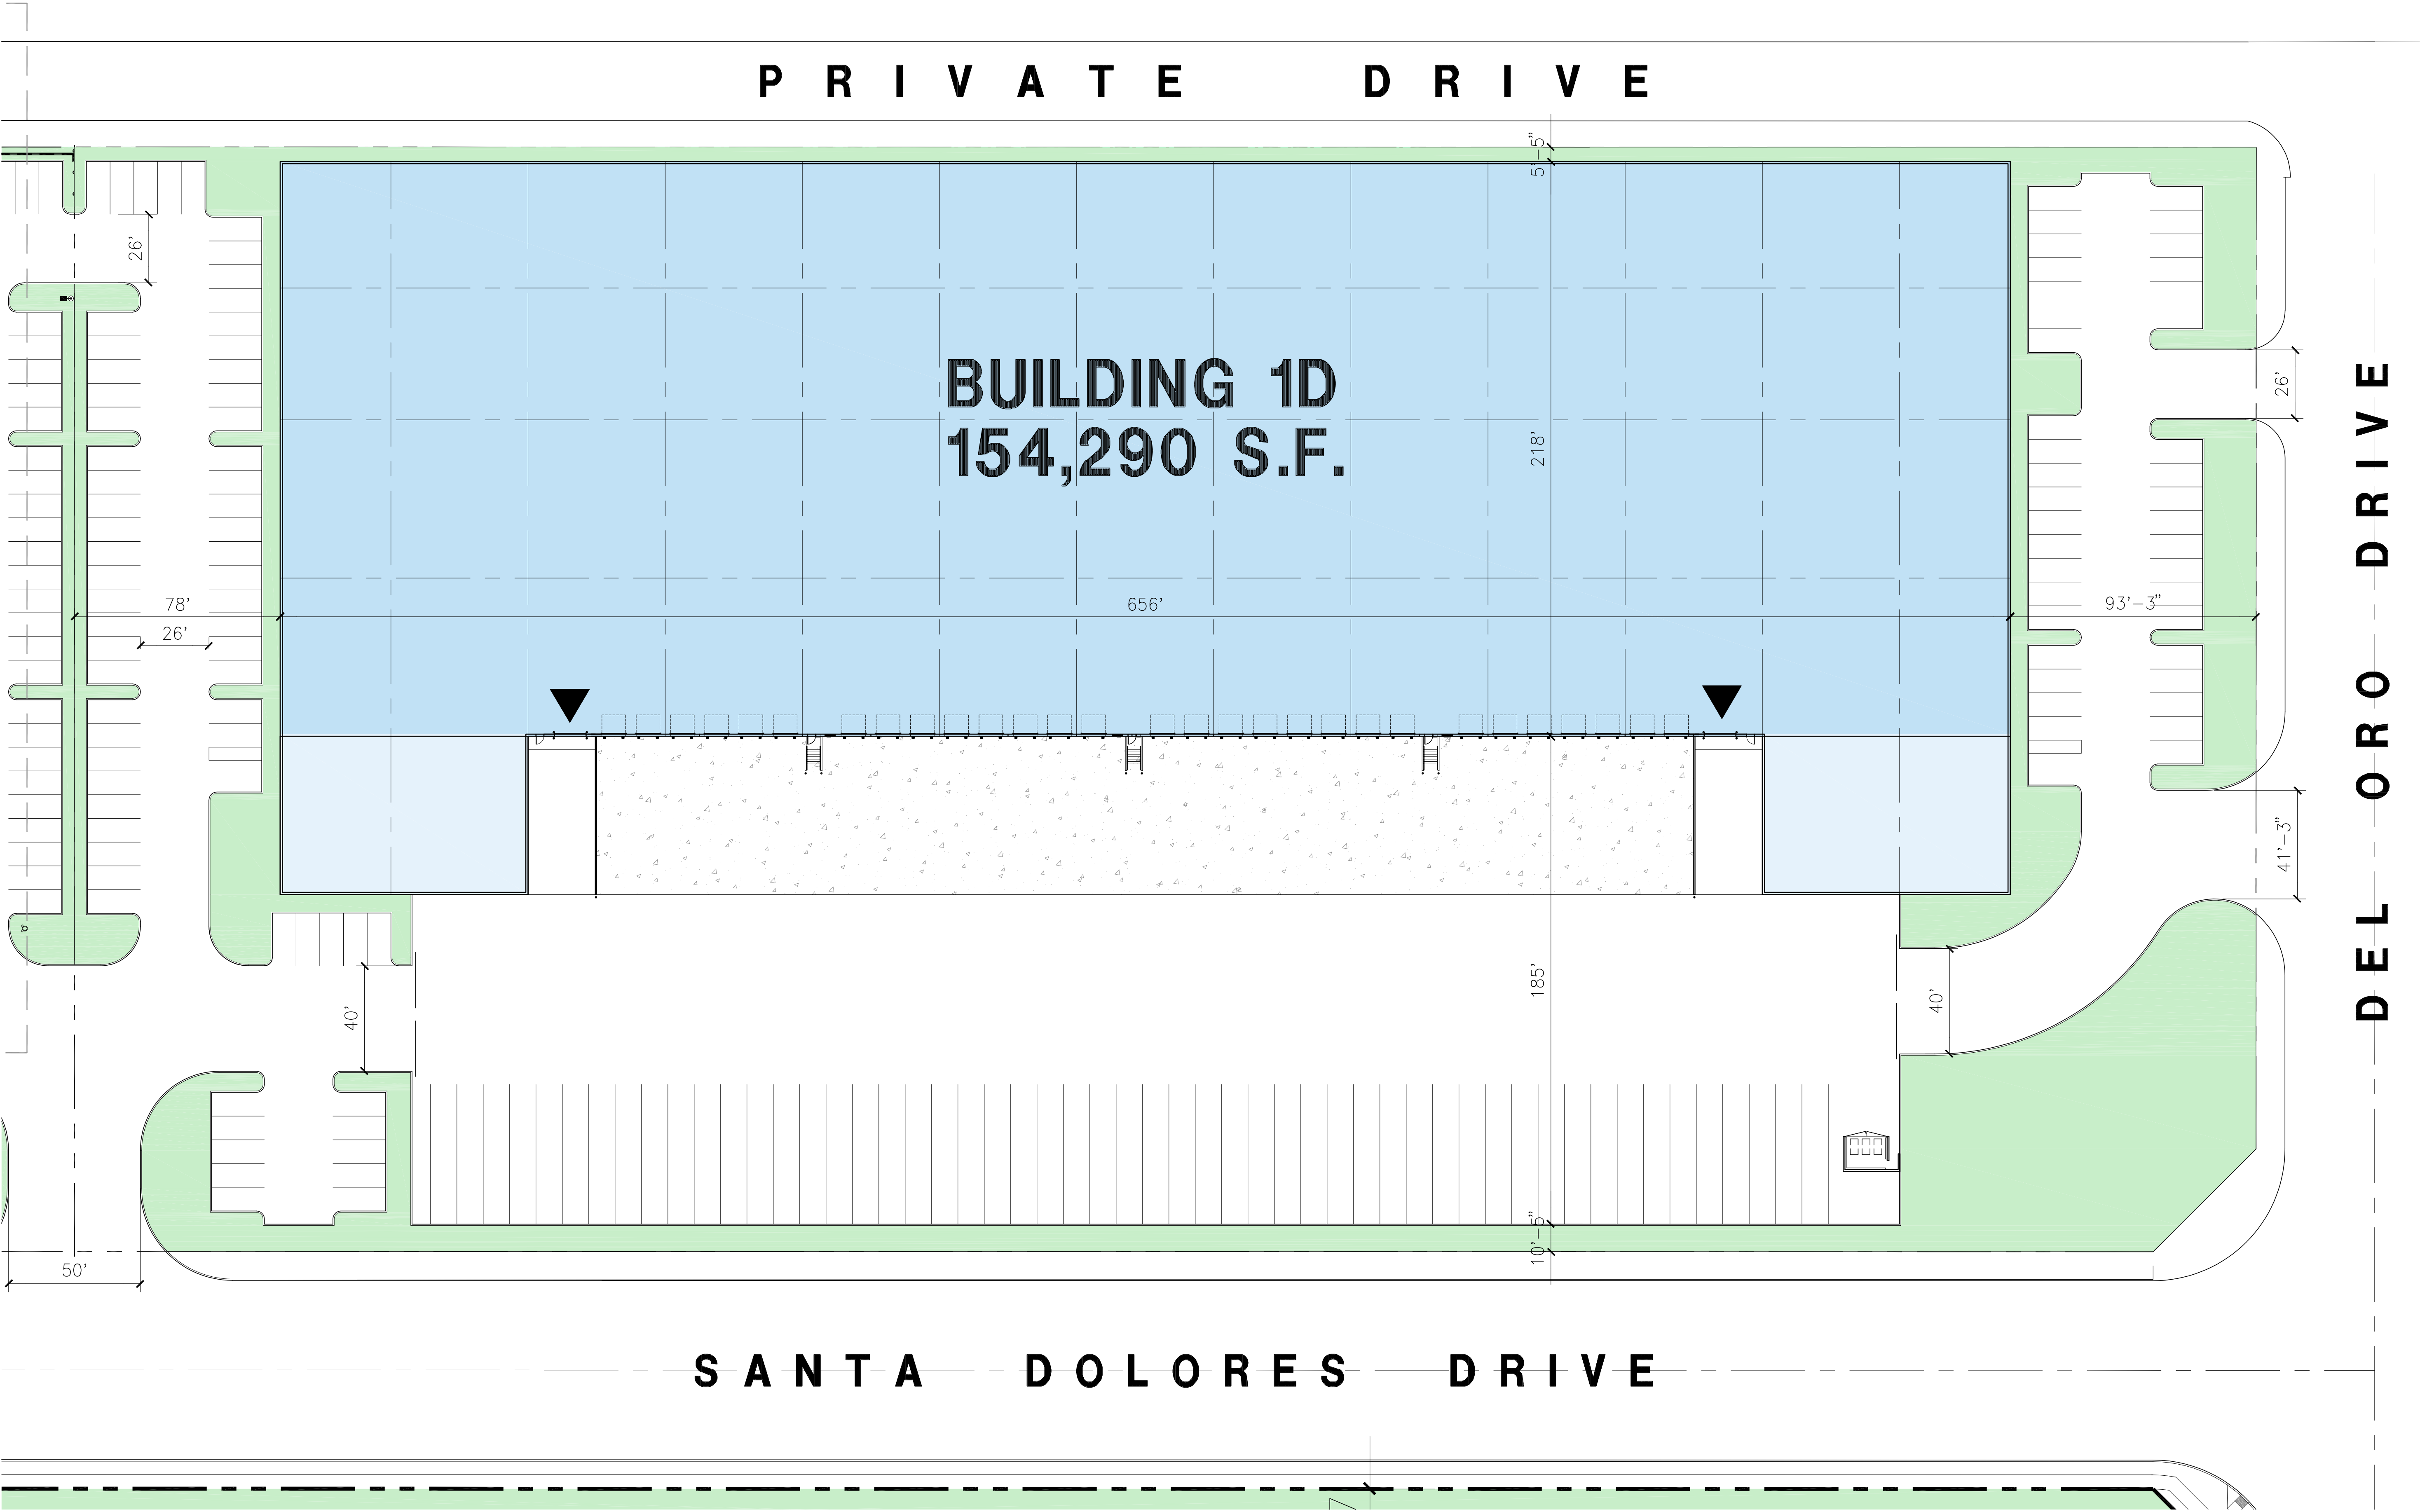 PRIVATE DRIVE
5'-5"
26'
BUILDING 1D
154,290 S.F.
218'
26'
78'
656'
93'-3"
26'
DEL ORO DRIVE
41'-3"
185'
40'
40'
10'-5"
50'
SANTA DOLORES DRIVE